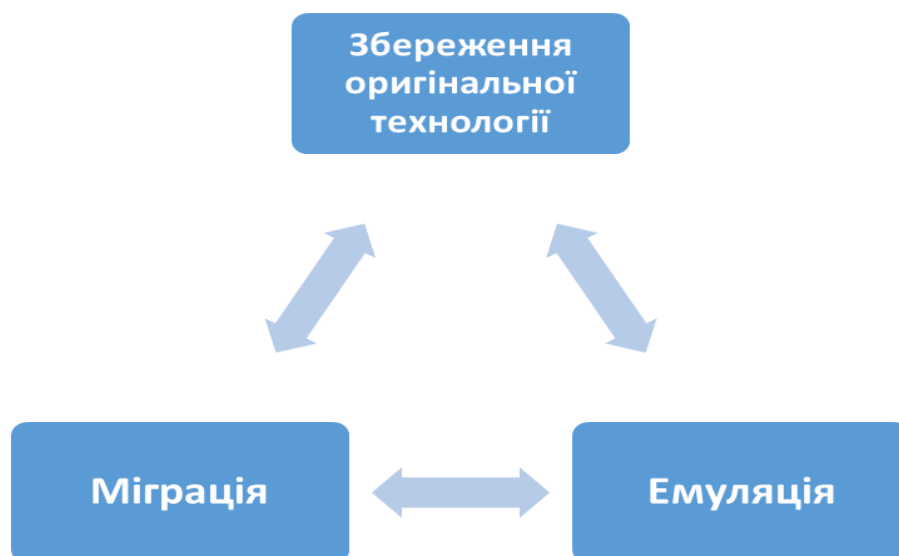 Збереження
оригінальної
технології
Міграція
Емуляція